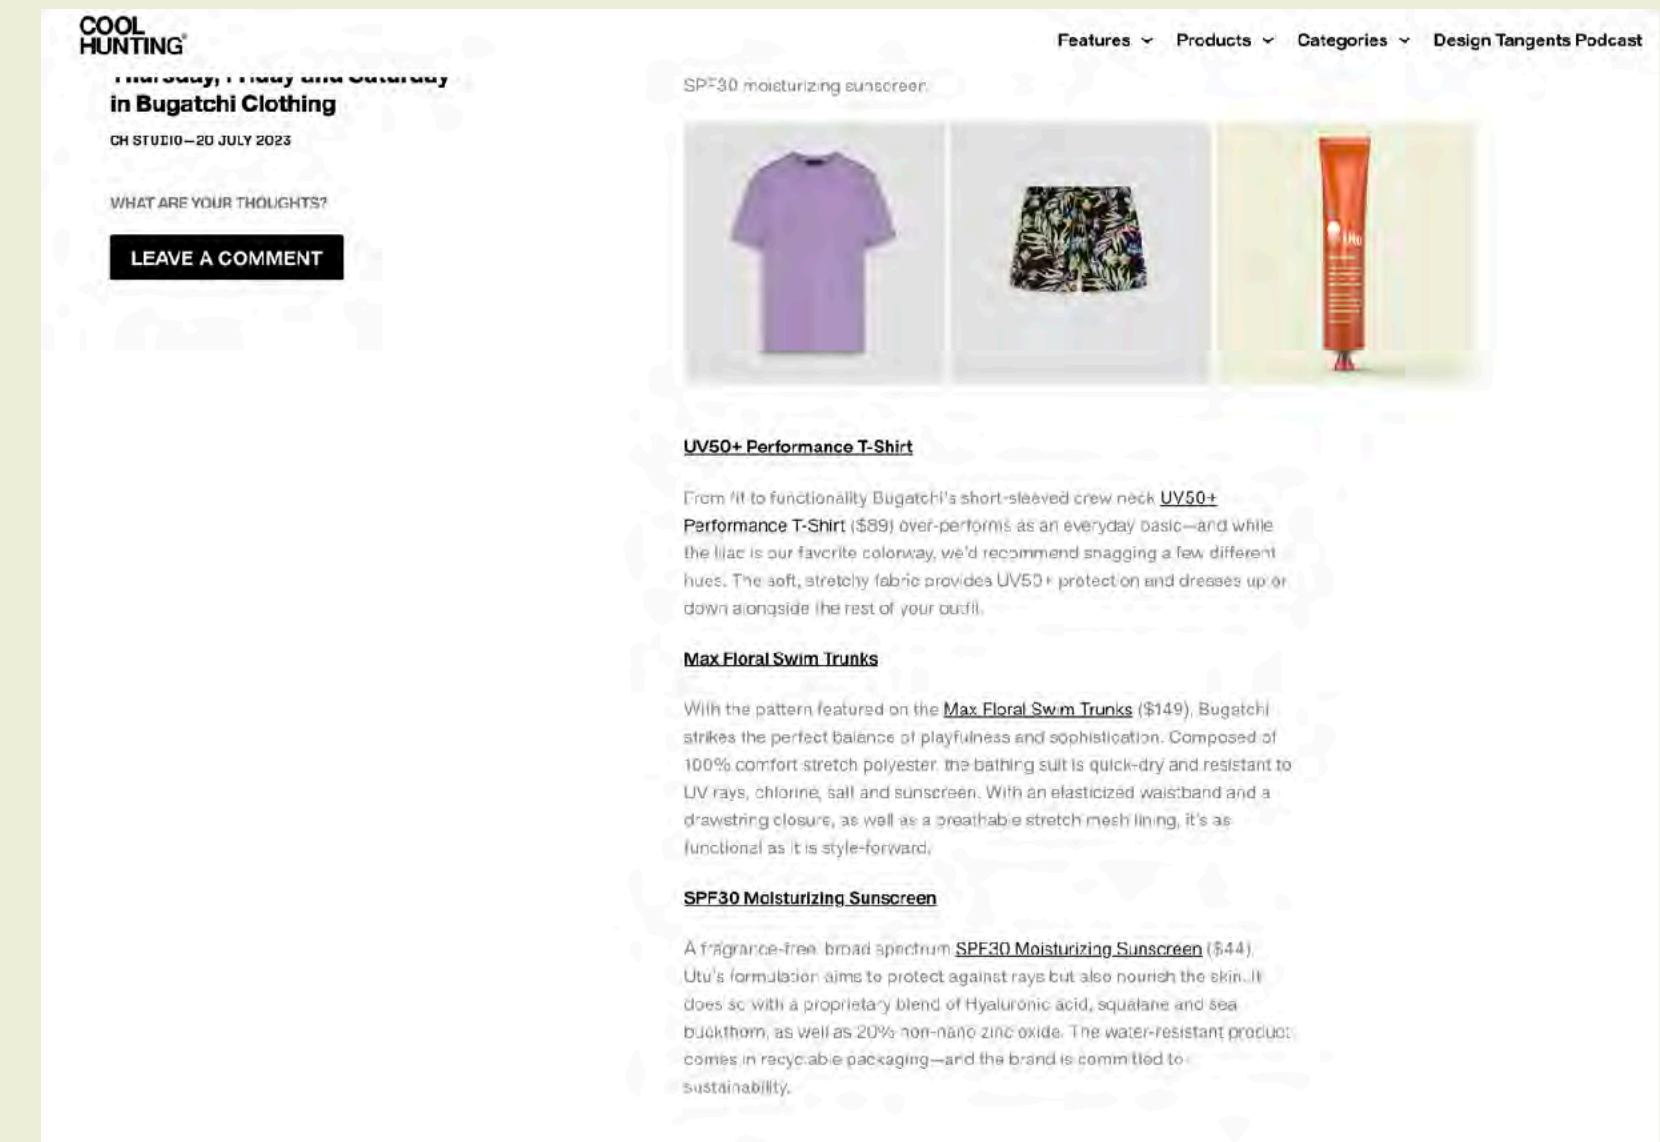 COOL
HUNTING®
Features
Products
Categories
Design Tangents Podcast
Thursday, Friday and Saturday
in Bugatchi Clothing
CH STUDIO—20 JULY 2023
WHAT ARE YOUR THOUGHTS?
LEAVE A COMMENT
SPF30 moisturizing sunscreen.
UV50+ Performance T-Shirt
From fit to functionality Bugatchi's short-sleeved crew neck UV50+
Performance T-Shirt ($89) over-performs as an everyday basic—and while
the lilac is our favorite colorway, we'd recommend snagging a few different
hues. The soft, stretchy fabric provides UV50+ protection and dresses up or
down alongside the rest of your outfit.
Max Floral Swim Trunks
With the pattern featured on the Max Floral Swim Trunks ($149), Bugatchi
strikes the perfect balance of playfulness and sophistication. Composed of
100% comfort stretch polyester, the bathing suit is quick-dry and resistant to
UV rays, chlorine, salt and sunscreen. With an elasticized waistband and a
drawstring closure, as well as a breathable stretch mesh lining, it's as
functional as it is style-forward.
SPF30 Moisturizing Sunscreen
A fragrance-free, broad spectrum SPF30 Moisturizing Sunscreen ($44),
Utu's formulation aims to protect against rays but also nourish the skin. It
does so with a proprietary blend of Hyaluronic acid, squalane and sea
buckthorn, as well as 20% non-nano zinc oxide. The water-resistant product
comes in recyclable packaging—and the brand is committed to
sustainability.